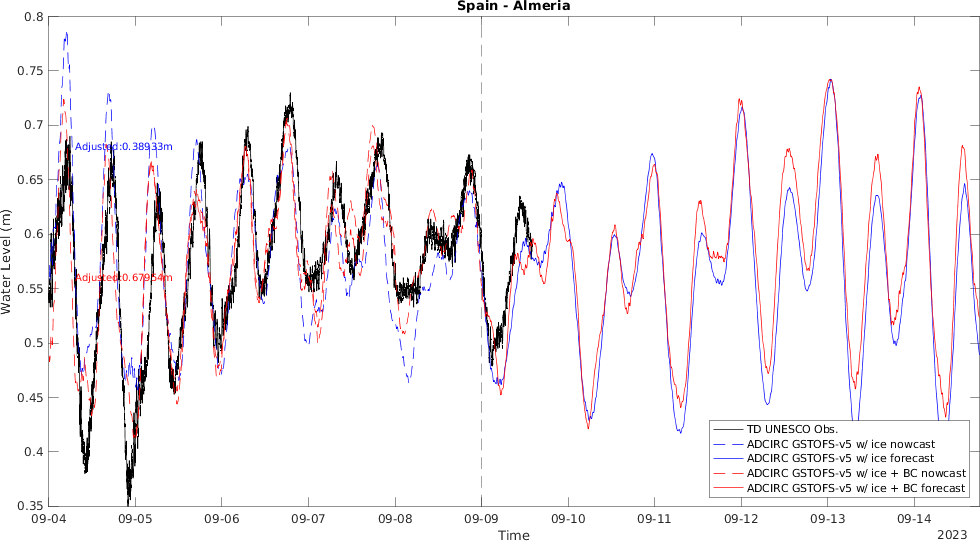 Spain - Almeria
0.8
0.75
0.7
0.65
0.6
0.55
0.5
0.45
0.4
0.35
Water Level (m)
Adjusted:0.38933m
Adjusted:0.67954m
TD UNESCO Obs.
ADCIRC GSTOFS-v5 w/ ice nowcast
ADCIRC GSTOFS-v5 w/ ice forecast
ADCIRC GSTOFS-v5 w/ ice + BC nowcast
ADCIRC GSTOFS-v5 w/ ice + BC forecast
09-04 09-05 09-06 09-07 09-08 09-09 09-10 09-11 09-12 09-13 09-14
Time
2023